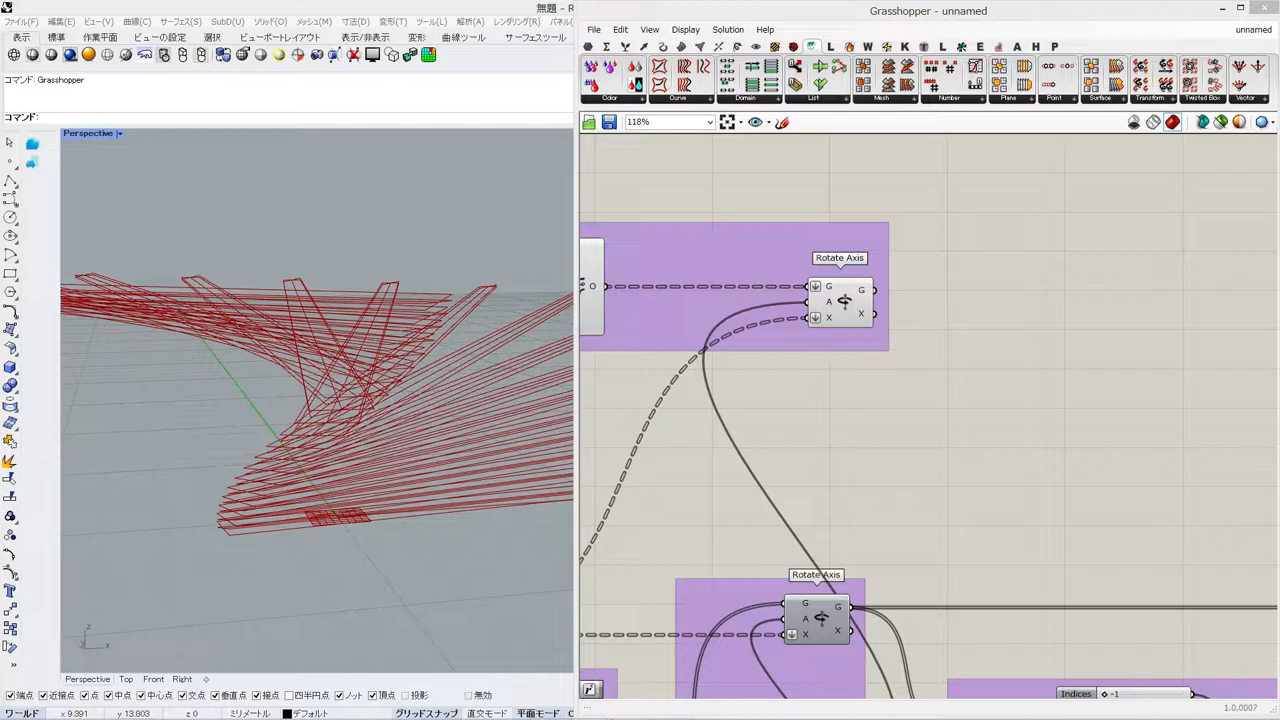 無題 - R
ファイル(F) 編集(E) ビュー(V) 曲線(C) サーフェス(S) SubD(U) ソリッド(O) メッシュ(M) 寸法(D) 変形(T) ツール(L) 解析(A) レンダリング(R) パネル(
表示 作業平面 ビューの設定 選択 ビューポートレイアウト 表示/非表示 変形 曲線ツール サーフェスツール
コマンド: Grasshopper
コマンド:
Perspective
z
y x
Perspective Top Front Right
端点 近接点 点 中点 中心点 交点 垂直点 接点 四半円点 ノット 頂点 投影 無効
ワールド x 9.391 y 13.803 z 0 ミリメートル デフォルト グリッドスナップ 直交モード 平面モード
Grasshopper - unnamed
File Edit View Display Solution Help unnamed
L W K L E A H P
Color Curve Domain List Mesh Number Plane Point Surface Transform Twisted Box Vector
118%
Rotate Axis
O G A X G X
Rotate Axis
G A X G X
Indices -1
1.0.0007